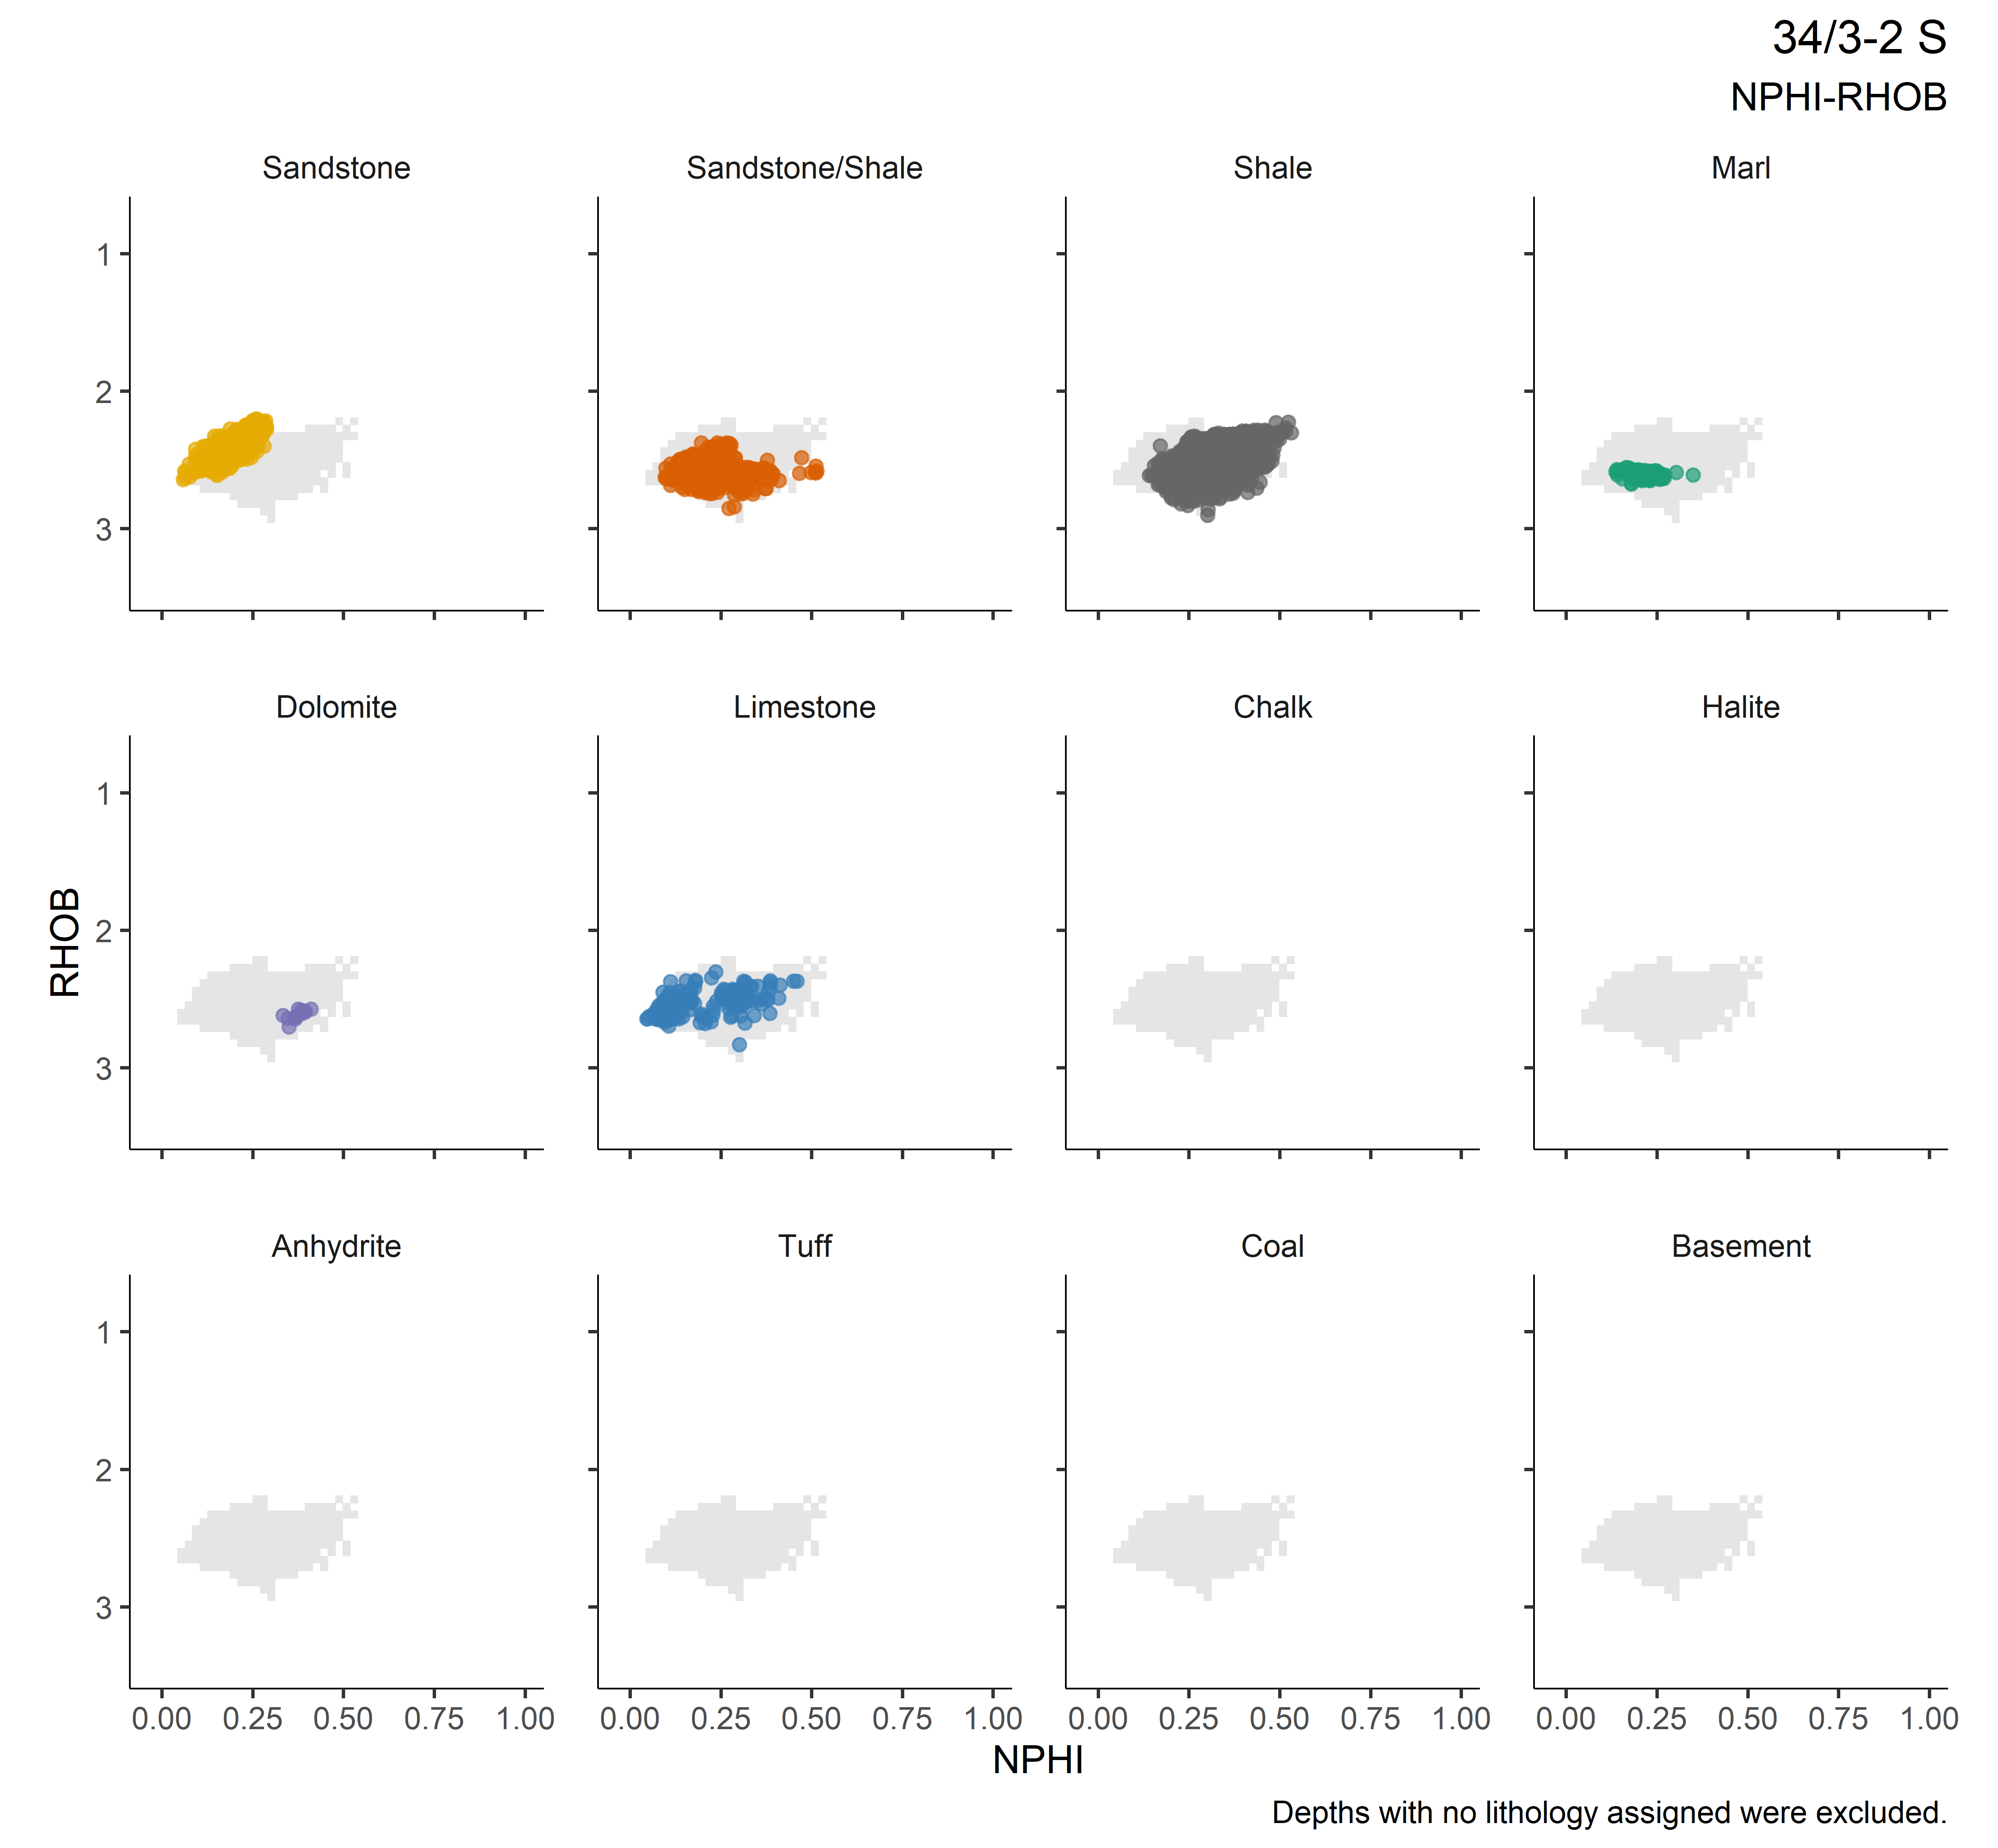 34/3-2 S
NPHI-RHOB
Sandstone Sandstone/Shale Shale Marl
1
2
3
Dolomite Limestone Chalk Halite
1
2
3
RHOB
Anhydrite Tuff Coal Basement
1
2
3
0.00 0.25 0.50 0.75 1.00 0.00 0.25 0.50 0.75 1.00 0.00 0.25 0.50 0.75 1.00 0.00 0.25 0.50 0.75 1.00
NPHI
Depths with no lithology assigned were excluded.